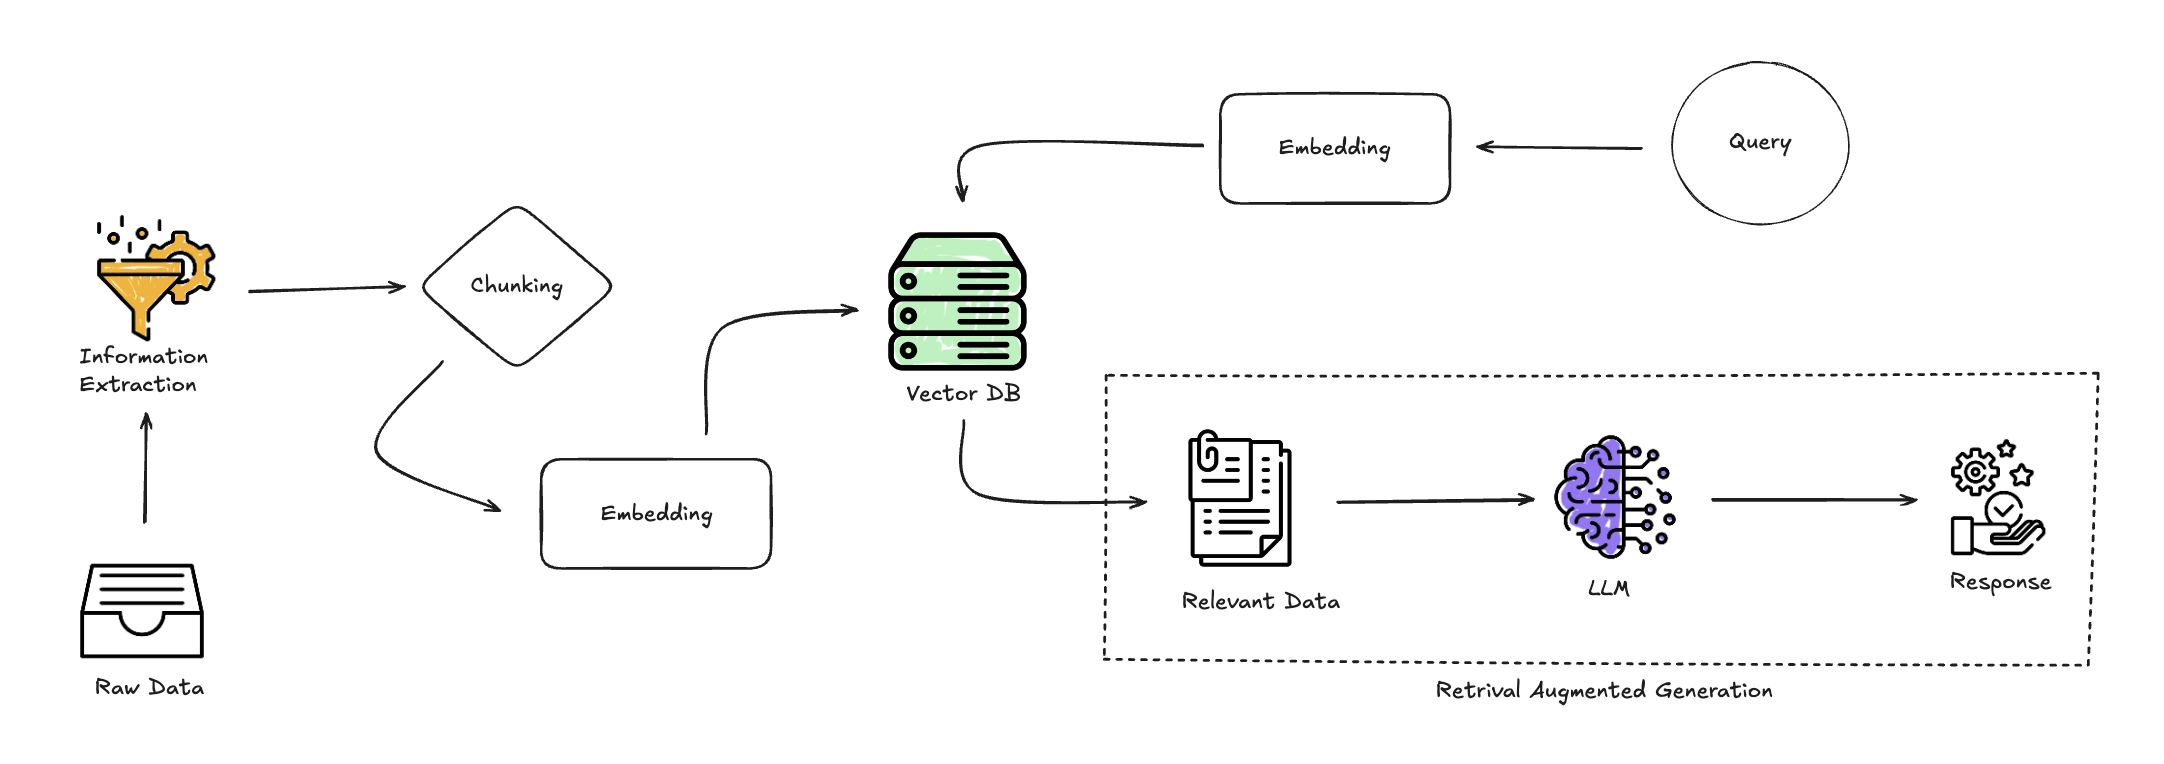 Query
Embedding
Chunking
Information
Extraction
Vector DB
Embedding
Relevant Data
LLM
Response
Raw Data
Retrival Augmented Generation